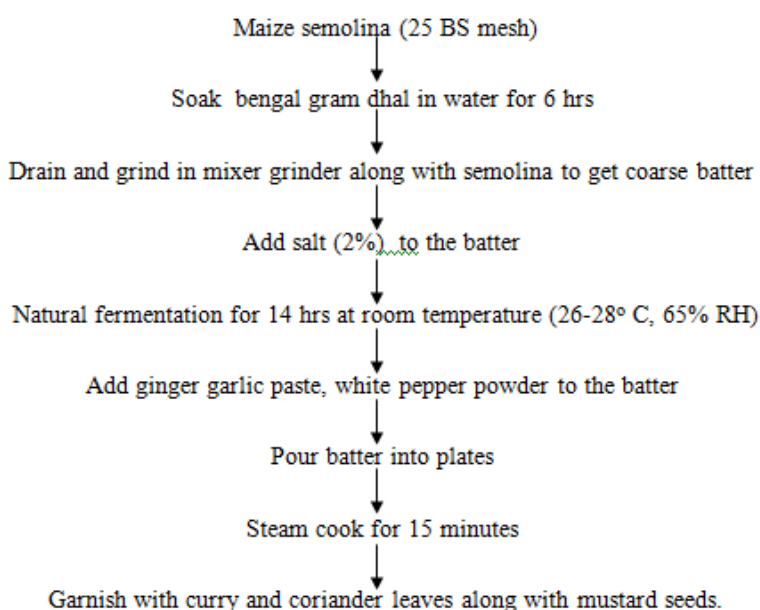 Maize semolina (25 BS mesh)
Soak bengal gram dhal in water for 6 hrs
Drain and grind in mixer grinder along with semolina to get coarse batter
Add salt (2%) to the batter
Natural fermentation for 14 hrs at room temperature (26-28º C, 65% RH)
Add ginger garlic paste, white pepper powder to the batter
Pour batter into plates
Steam cook for 15 minutes
Garnish with curry and coriander leaves along with mustard seeds.